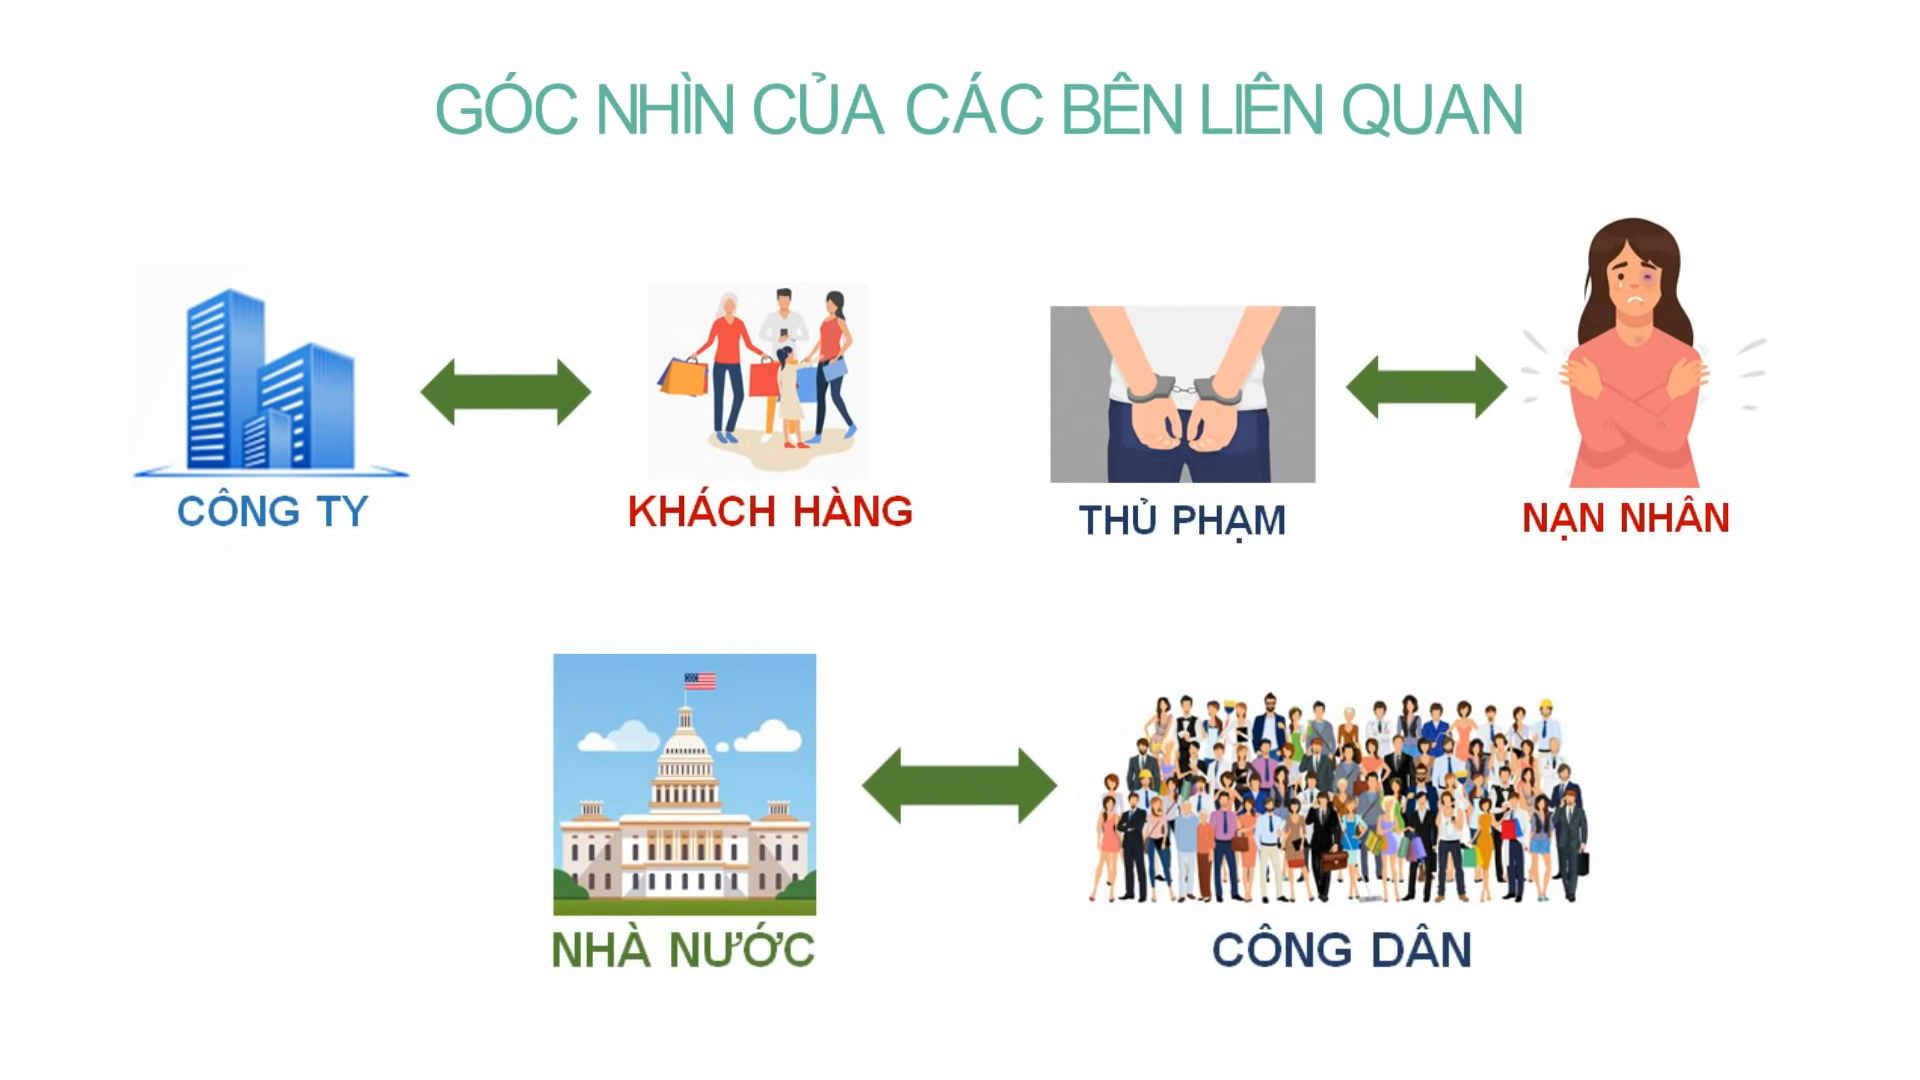 GÓC NHÌN CỦA CÁC BÊN LIÊN QUAN
CÔNG TY
KHÁCH HÀNG
THỦ PHẠM
NẠN NHÂN
NHÀ NƯỚC
CÔNG DÂN